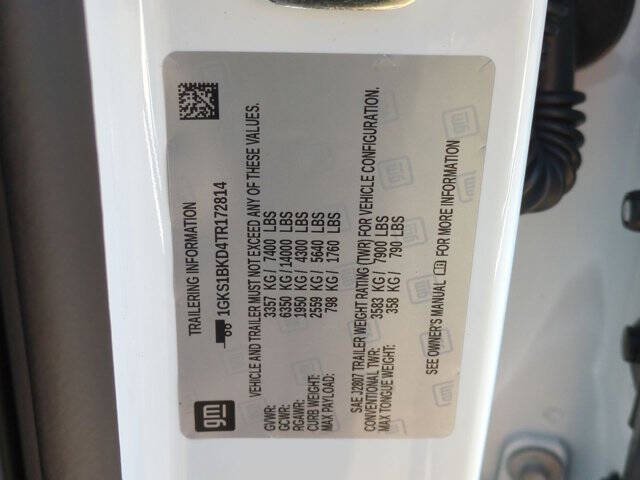 gm
TRAILERING INFORMATION
1GKS1BKD4TR172814
VEHICLE AND TRAILER MUST NOT EXCEED ANY OF THESE VALUES.
GVWR: 3357 KG / 7400 LBS
GCWR: 6350 KG / 14000 LBS
RGAWR: 1950 KG / 4300 LBS
CURB WEIGHT: 2559 KG / 5640 LBS
MAX PAYLOAD: 798 KG / 1760 LBS
SAE J2807 TRAILER WEIGHT RATING (TWR) FOR VEHICLE CONFIGURATION.
CONVENTIONAL TWR: 3583 KG / 7900 LBS
MAX TONGUE WEIGHT: 358 KG / 790 LBS
SEE OWNER'S MANUAL FOR MORE INFORMATION